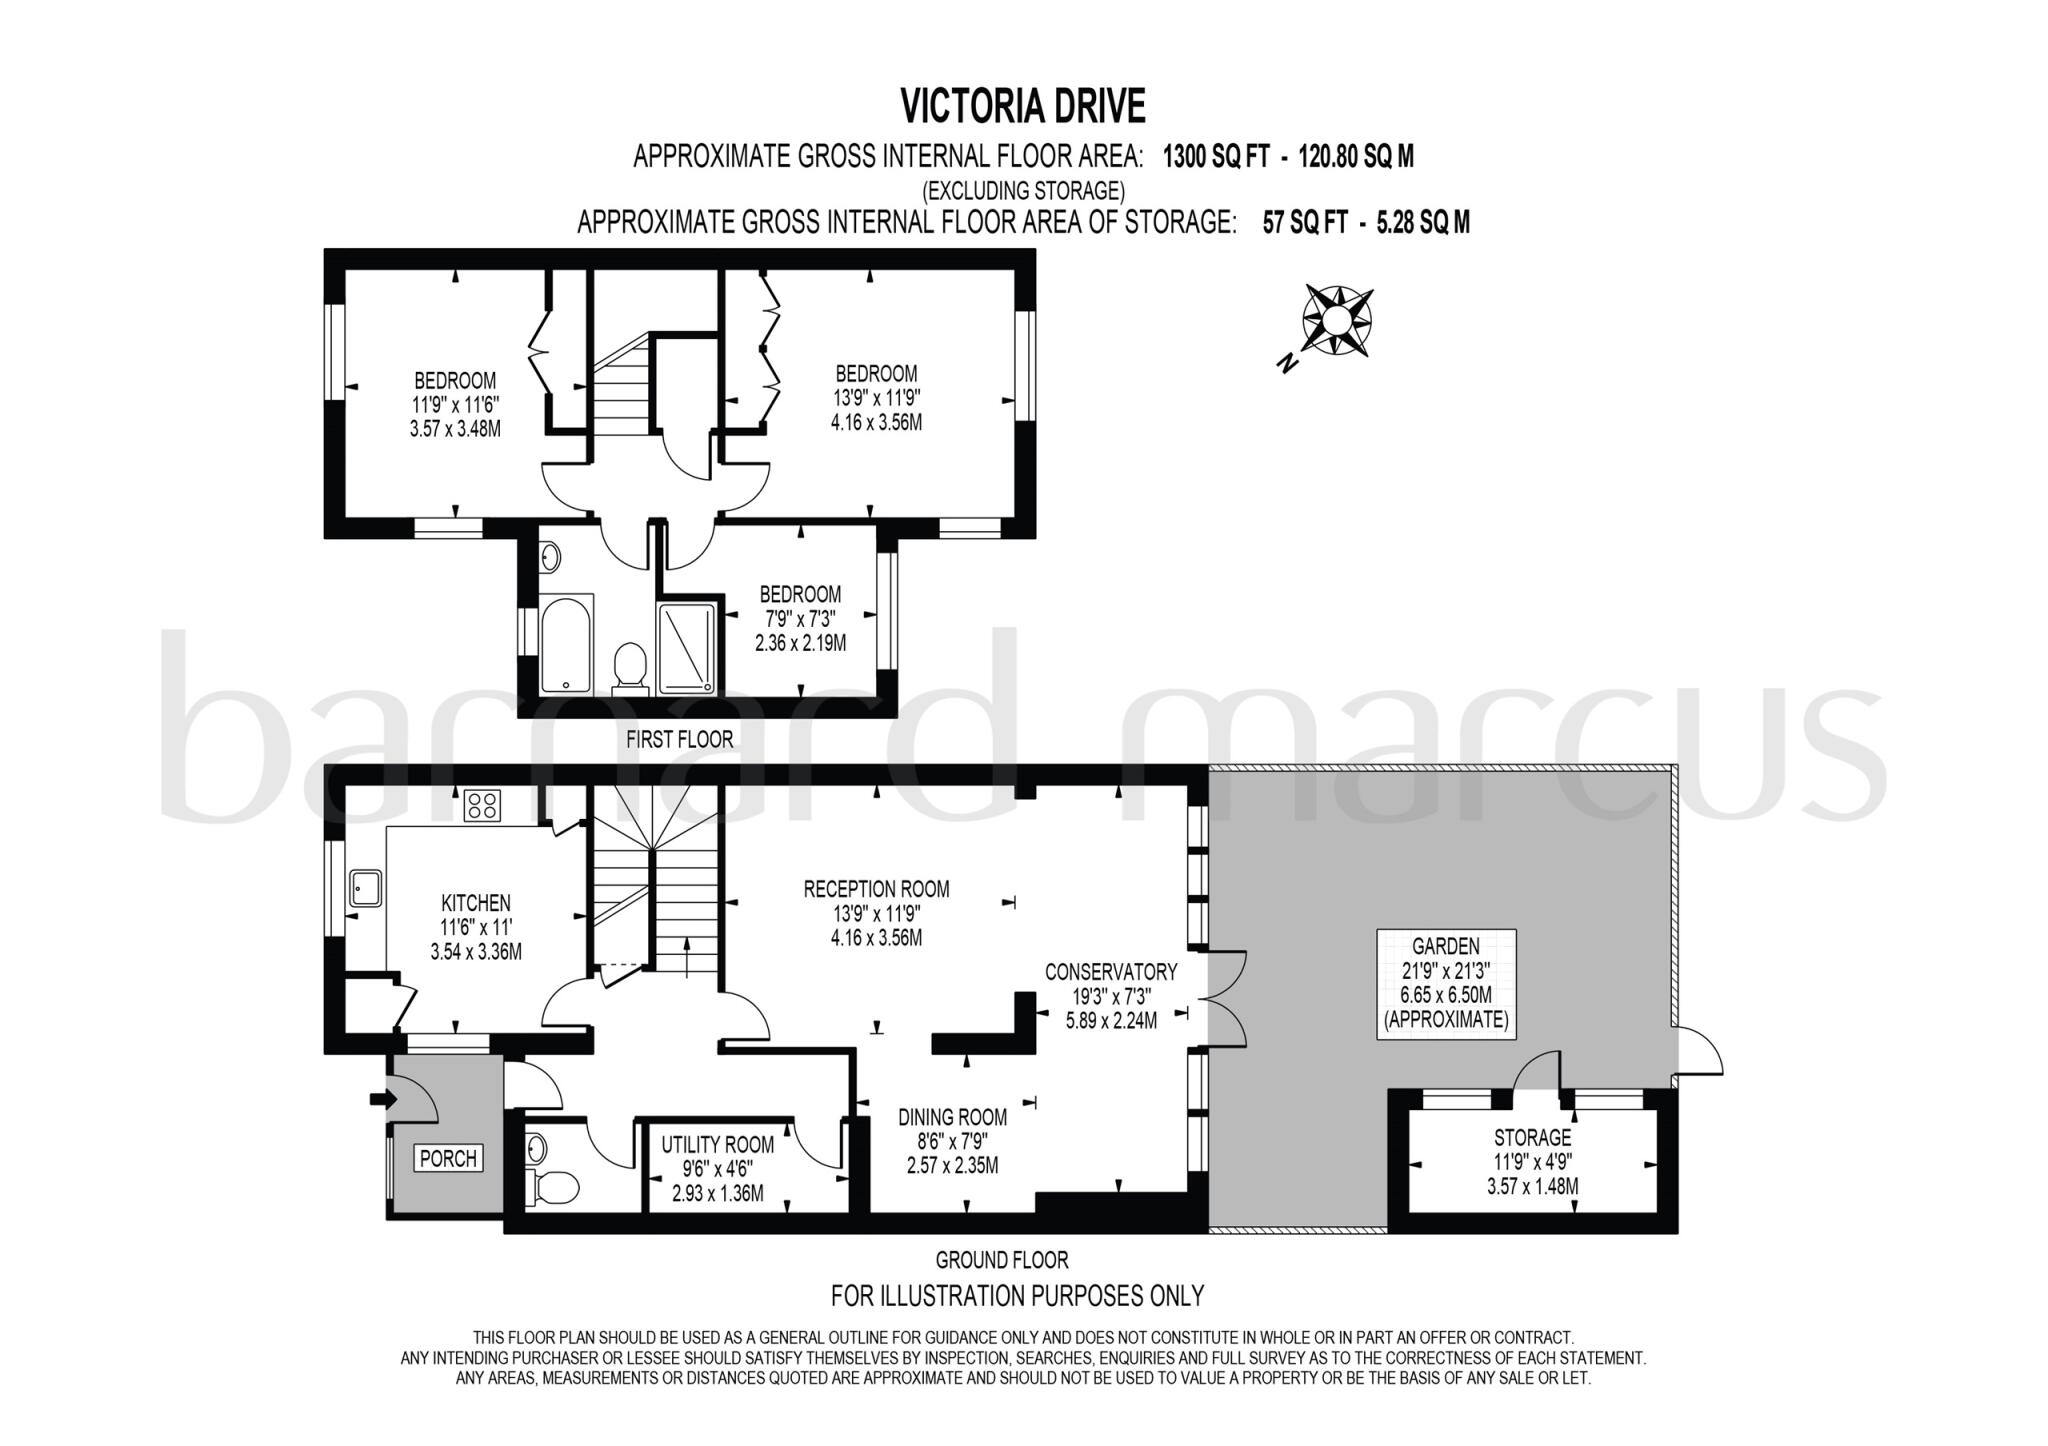 VICTORIA DRIVE
APPROXIMATE GROSS INTERNAL FLOOR AREA: 1300 SQ FT - 120.80 SQ M
(EXCLUDING STORAGE)
APPROXIMATE GROSS INTERNAL FLOOR AREA OF STORAGE: 57 SQ FT - 5.28 SQ M
N
BEDROOM
11'9" x 11'6"
3.57 x 3.48M
BEDROOM
13'9" x 11'9"
4.16 x 3.56M
BEDROOM
7'9" x 7'3"
2.36 x 2.19M
barnard marcus
FIRST FLOOR
KITCHEN
11'6" x 11'
3.54 x 3.36M
RECEPTION ROOM
13'9" x 11'9"
4.16 x 3.56M
CONSERVATORY
19'3" x 7'3"
5.89 x 2.24M
GARDEN
21'9" x 21'3"
6.65 x 6.50M
(APPROXIMATE)
PORCH
UTILITY ROOM
9'6" x 4'6"
2.93 x 1.36M
DINING ROOM
8'6" x 7'9"
2.57 x 2.35M
STORAGE
11'9" x 4'9"
3.57 x 1.48M
GROUND FLOOR
FOR ILLUSTRATION PURPOSES ONLY
THIS FLOOR PLAN SHOULD BE USED AS A GENERAL OUTLINE FOR GUIDANCE ONLY AND DOES NOT CONSTITUTE IN WHOLE OR IN PART AN OFFER OR CONTRACT.
ANY INTENDING PURCHASER OR LESSEE SHOULD SATISFY THEMSELVES BY INSPECTION, SEARCHES, ENQUIRIES AND FULL SURVEY AS TO THE CORRECTNESS OF EACH STATEMENT.
ANY AREAS, MEASUREMENTS OR DISTANCES QUOTED ARE APPROXIMATE AND SHOULD NOT BE USED TO VALUE A PROPERTY OR BE THE BASIS OF ANY SALE OR LET.